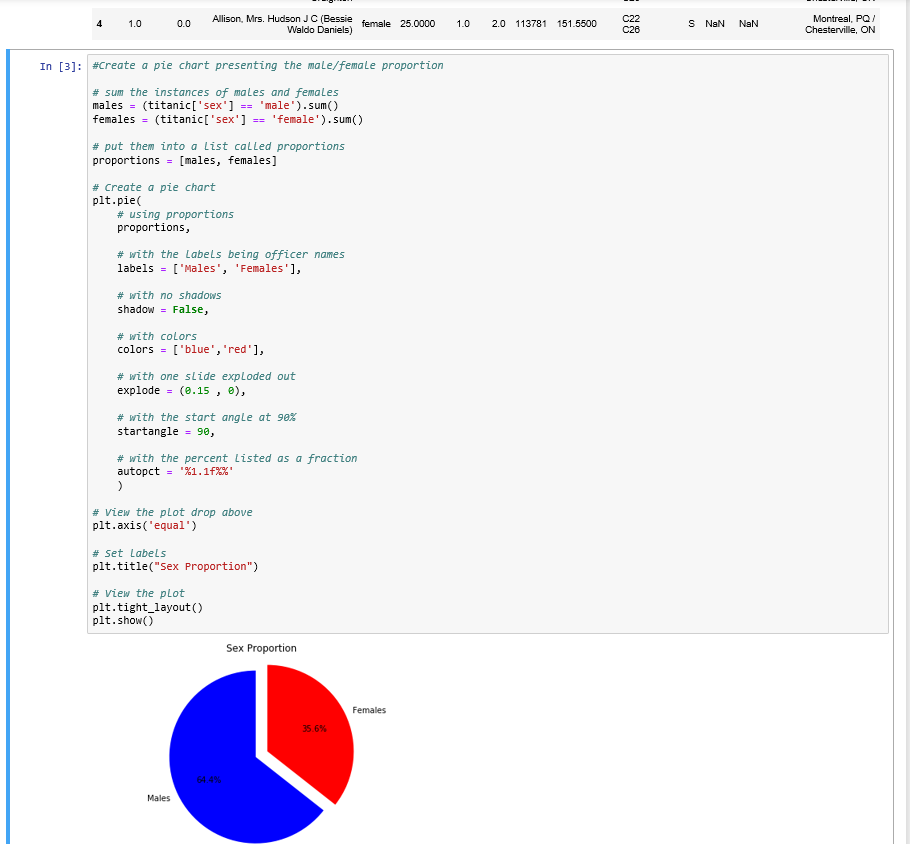 4 1.0 0.0 Allison, Mrs. Hudson J C (Bessie Waldo Daniels) female 25.0000 1.0 2.0 113781 151.5500 C22 C26 S NaN NaN Montreal, PQ / Chesterville, ON
In [3]:
#Create a pie chart presenting the male/female proportion
# sum the instances of males and females
males = (titanic['sex'] == 'male').sum()
females = (titanic['sex'] == 'female').sum()
# put them into a list called proportions
proportions = [males, females]
# Create a pie chart
plt.pie(
# using proportions
proportions,
# with the labels being officer names
labels = ['Males', 'Females'],
# with no shadows
shadow = False,
# with colors
colors = ['blue','red'],
# with one slide exploded out
explode = (0.15 , 0),
# with the start angle at 90%
startangle = 90,
# with the percent listed as a fraction
autopct = '%1.1f%%'
)
# View the plot drop above
plt.axis('equal')
# Set labels
plt.title("Sex Proportion")
# View the plot
plt.tight_layout()
plt.show()
Sex Proportion
Females
35.6%
64.4%
Males